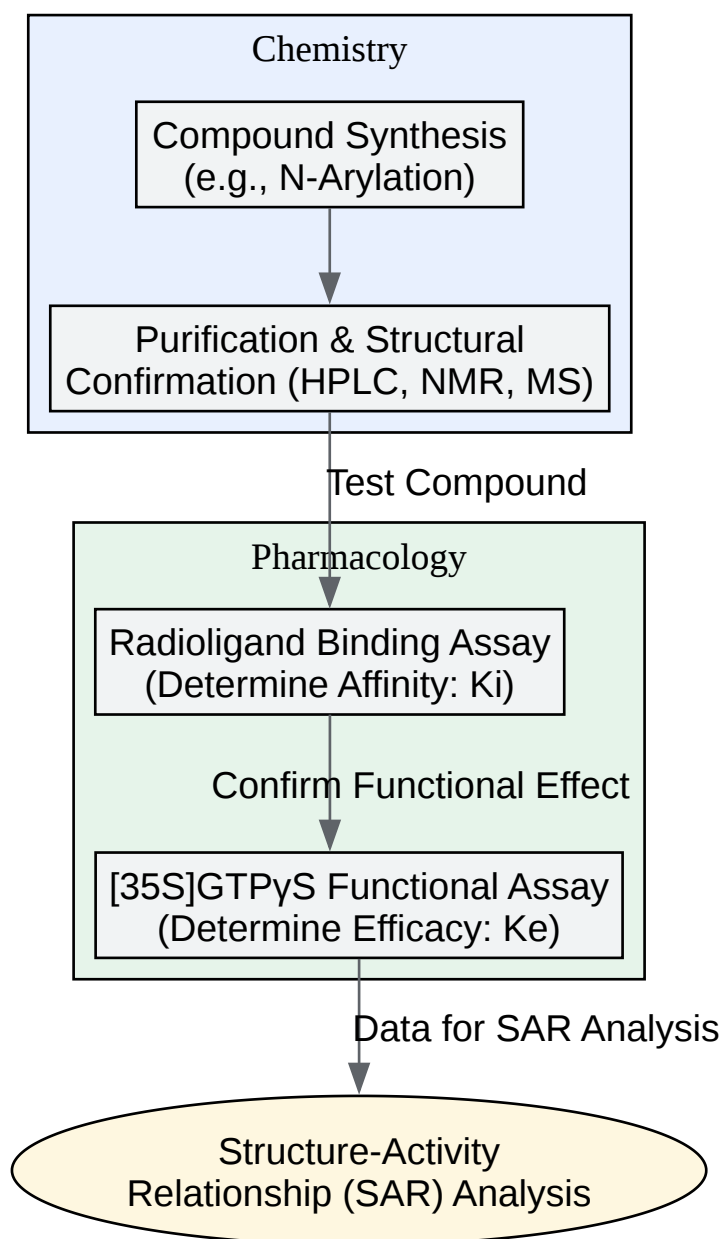 Chemistry
Compound Synthesis
(e.g., N-Arylation)
Purification & Structural
Confirmation (HPLC, NMR, MS)
Test Compound
Pharmacology
Radioligand Binding Assay
(Determine Affinity: Ki)
Confirm Functional Effect
[35S]GTPγS Functional Assay
(Determine Efficacy: Ke)
Data for SAR Analysis
Structure-Activity
Relationship (SAR) Analysis